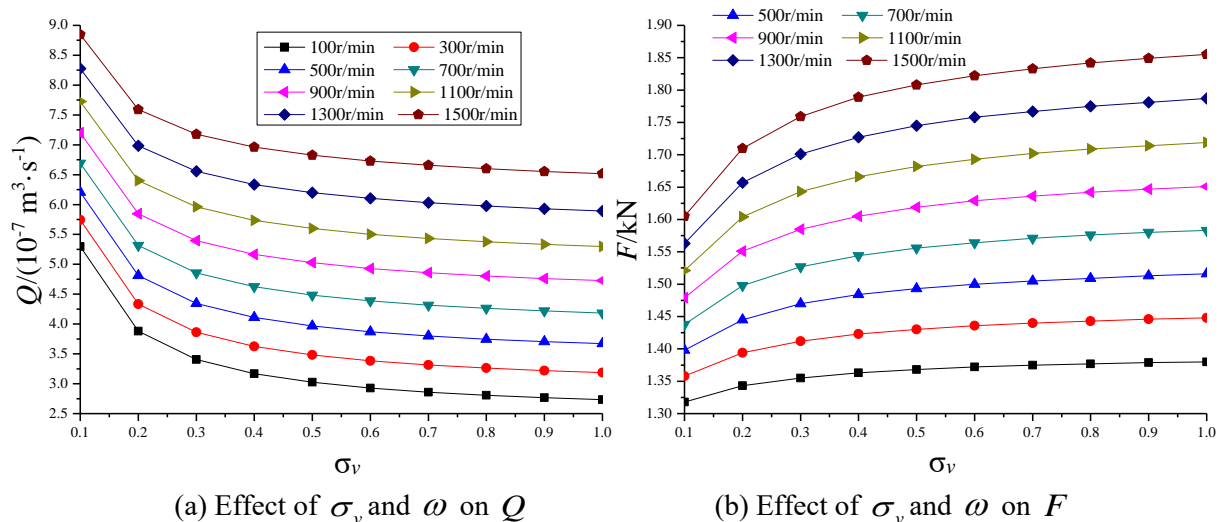 Q/(10⁻⁷ m³·s⁻¹)
9.0
8.5
8.0
7.5
7.0
6.5
6.0
5.5
5.0
4.5
4.0
3.5
3.0
2.5
100r/min 300r/min
500r/min 700r/min
900r/min 1100r/min
1300r/min 1500r/min
0.1 0.2 0.3 0.4 0.5 0.6 0.7 0.8 0.9 1.0
σᵥ
(a) Effect of σᵥ and ω on Q
F/kN
1.90
1.85
1.80
1.75
1.70
1.65
1.60
1.55
1.50
1.45
1.40
1.35
1.30
500r/min 700r/min
900r/min 1100r/min
1300r/min 1500r/min
0.1 0.2 0.3 0.4 0.5 0.6 0.7 0.8 0.9 1.0
σᵥ
(b) Effect of σᵥ and ω on F